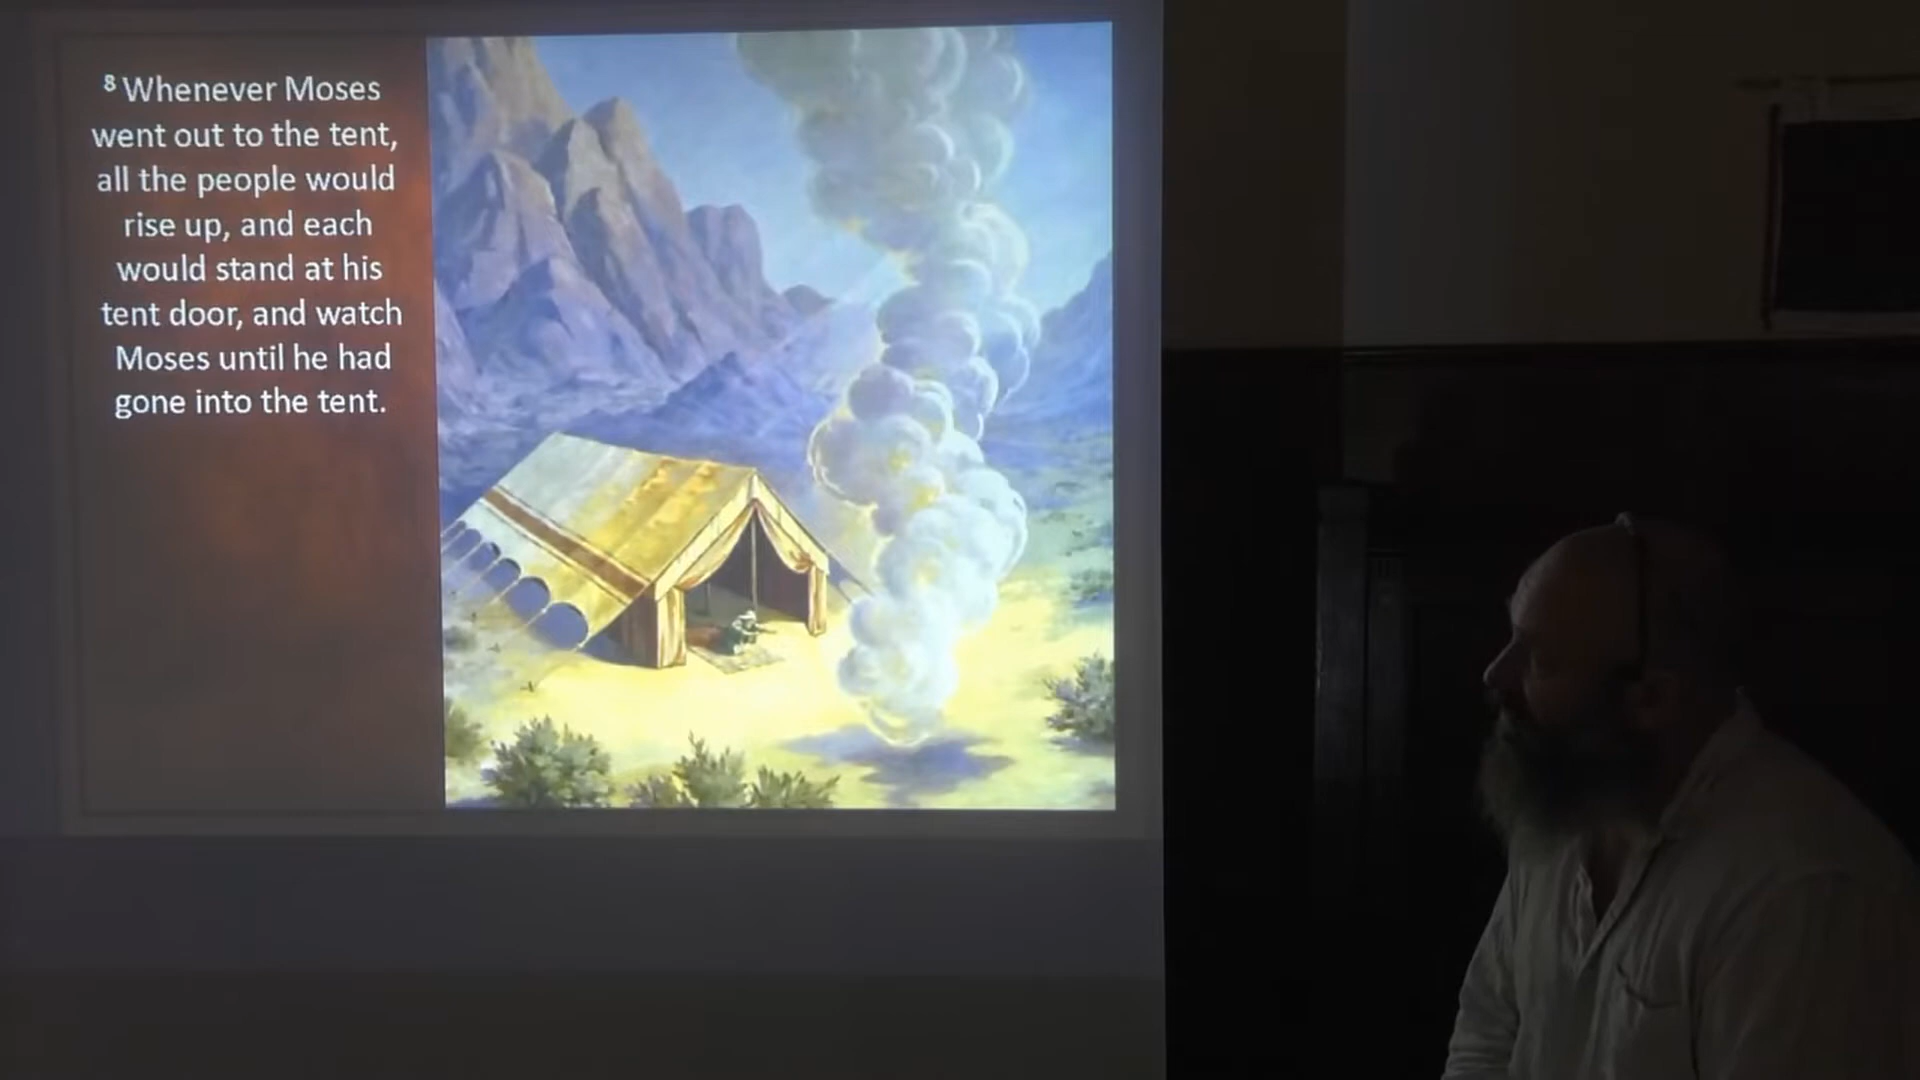 ⁸ Whenever Moses
went out to the tent,
all the people would
rise up, and each
would stand at his
tent door, and watch
Moses until he had
gone into the tent.